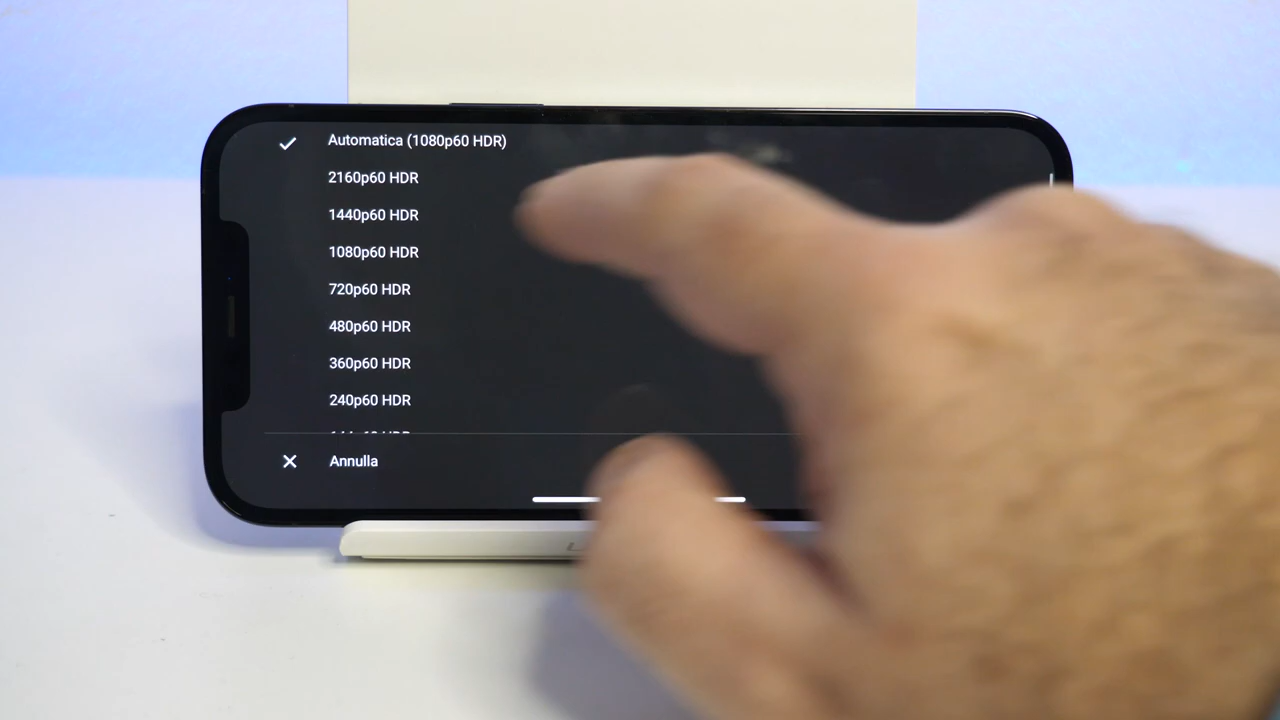 Automatica (1080p60 HDR)
2160p60 HDR
1440p60 HDR
1080p60 HDR
720p60 HDR
480p60 HDR
360p60 HDR
240p60 HDR
Annulla